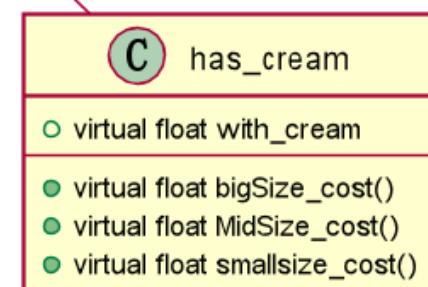 C has_cream
virtual float with_cream
virtual float bigSize_cost()
virtual float MidSize_cost()
virtual float smallsize_cost()